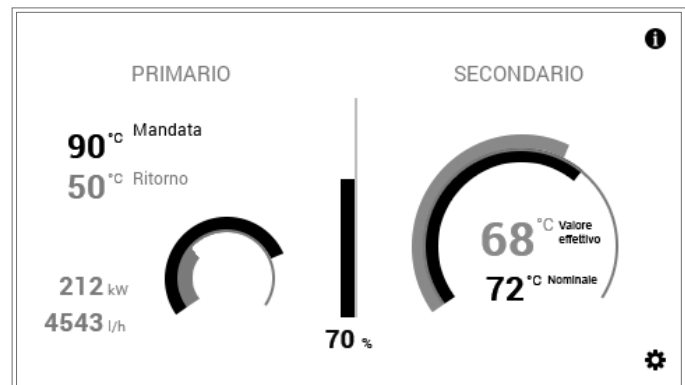 PRIMARIO
90 °C Mandata
50 °C Ritorno
212 kW
4543 l/h
70 %
SECONDARIO
68 °C Valore
effettivo
72 °C Nominale